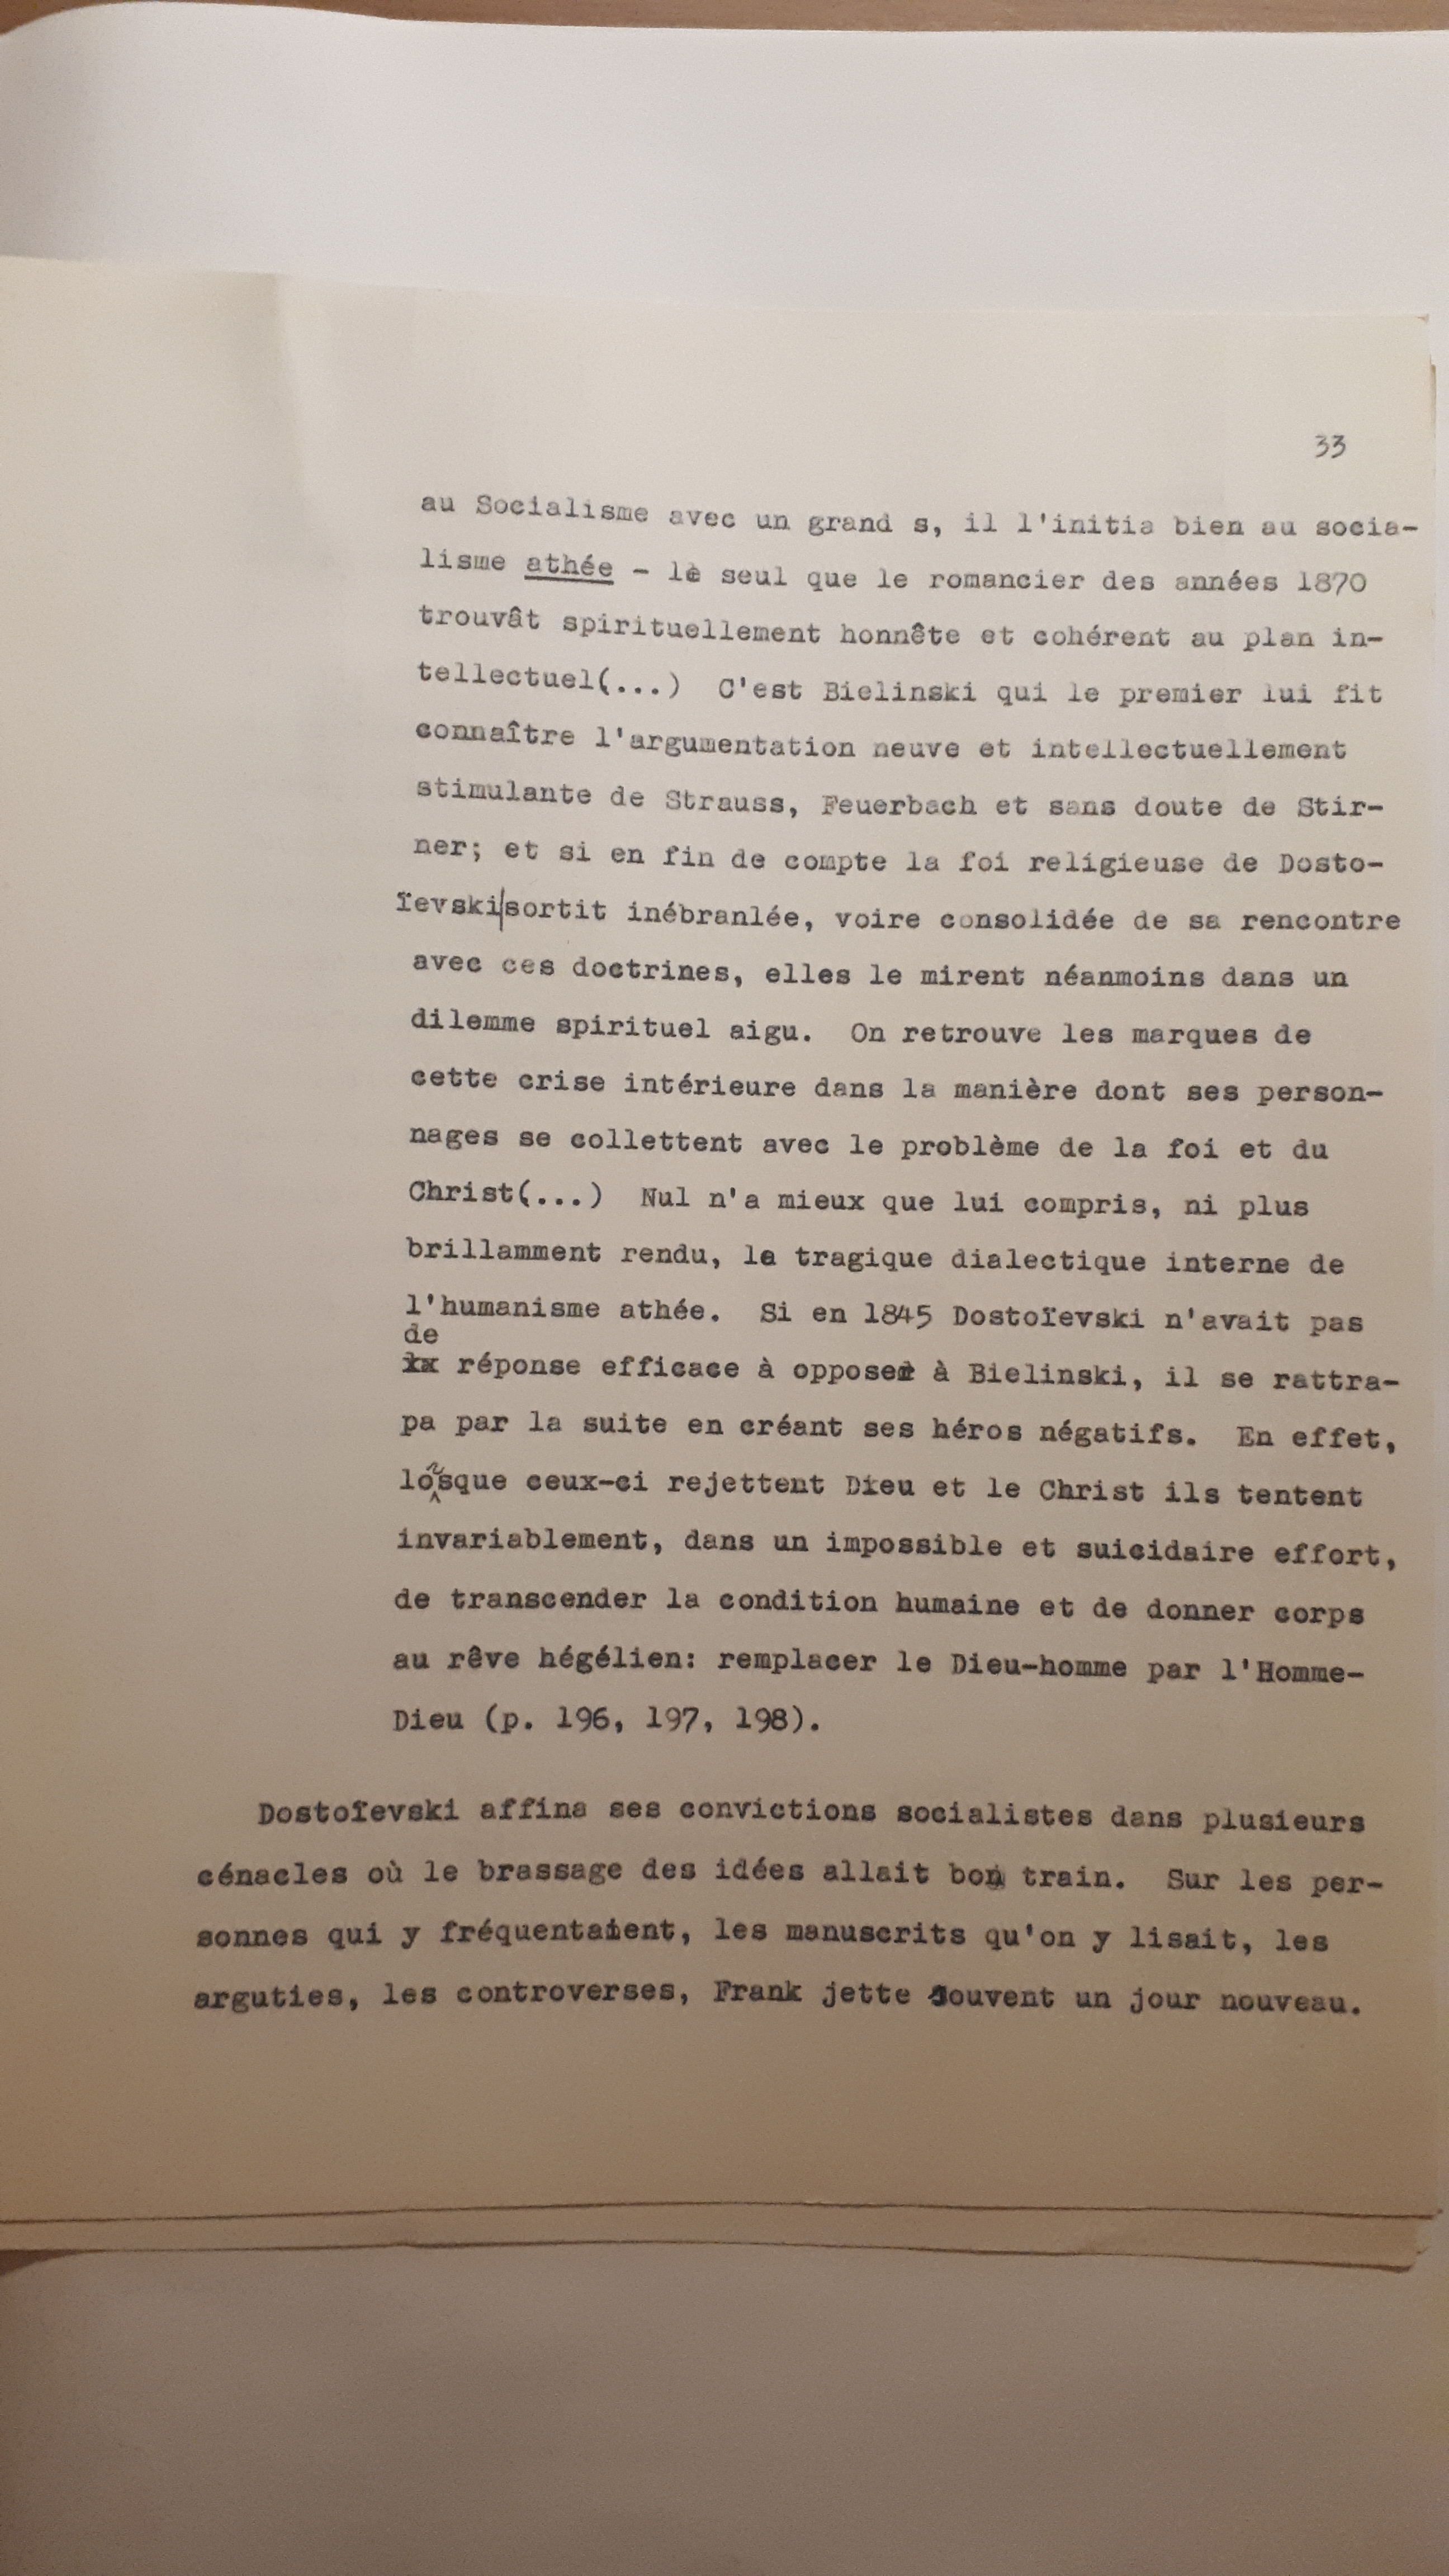 33
au Socialisme avec un grand s, il l'initia bien au socia-
lisme athée - le seul que le romancier des années 1870
trouvât spirituellement honnête et cohérent au plan in-
tellectuel(...) C'est Bielinski qui le premier lui fit
connaître l'argumentation neuve et intellectuellement
stimulante de Strauss, Feuerbach et sans doute de Stir-
ner; et si en fin de compte la foi religieuse de Dosto-
ïevski|sortit inébranlée, voire consolidée de sa rencontre
avec ces doctrines, elles le mirent néanmoins dans un
dilemme spirituel aigu. On retrouve les marques de
cette crise intérieure dans la manière dont ses person-
nages se collettent avec le problème de la foi et du
Christ(...) Nul n'a mieux que lui compris, ni plus
brillamment rendu, la tragique dialectique interne de
l'humanisme athée. Si en 1845 Dostoïevski n'avait pas
de
réponse efficace à opposer à Bielinski, il se rattra-
pa par la suite en créant ses héros négatifs. En effet,
lorsque ceux-ci rejettent Dieu et le Christ ils tentent
invariablement, dans un impossible et suicidaire effort,
de transcender la condition humaine et de donner corps
au rêve hégélien: remplacer le Dieu-homme par l'Homme-
Dieu (p. 196, 197, 198).
Dostoïevski affina ses convictions socialistes dans plusieurs
cénacles où le brassage des idées allait bon train. Sur les per-
sonnes qui y fréquentaient, les manuscrits qu'on y lisait, les
arguties, les controverses, Frank jette souvent un jour nouveau.